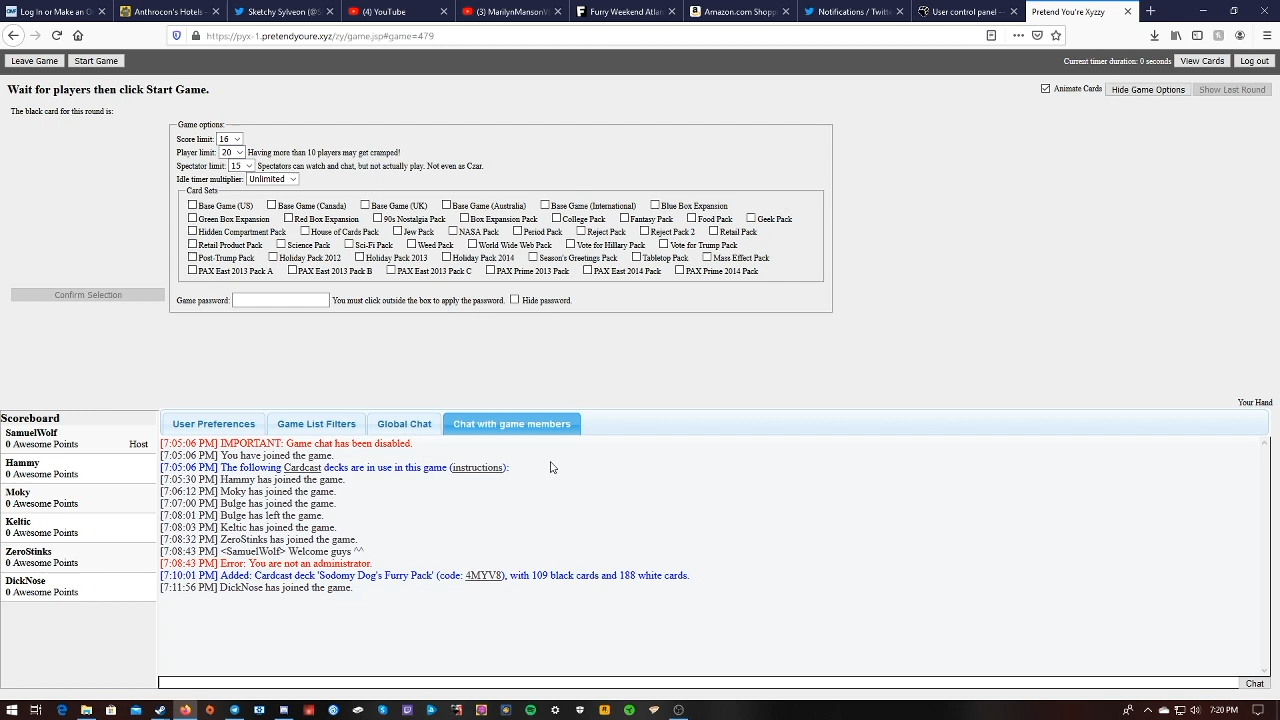 Log in or Make an O
Anthrocon's Hotels –
Sketchy Sylveon (@S
(4) YouTube
(3) MarilynMansonV
Furry Weekend Atlan
Amazon.com Shopp
Notifications / Twitte
User control panel —
Pretend You're Xyzzy
https://pyx-1.pretendyoure.xyz/zy/game.jsp#game=479
Leave Game Start Game Current timer duration: 0 seconds View Cards Log out
Wait for players then click Start Game. Animate Cards Hide Game Options Show Last Round
The black card for this round is:
Game options:
Score limit: 16
Player limit: 20 Having more than 10 players may get cramped!
Spectator limit: 15 Spectators can watch and chat, but not actually play. Not even as Czar.
Idle timer multiplier: Unlimited
Card Sets
Base Game (US) Base Game (Canada) Base Game (UK) Base Game (Australia) Base Game (International) Blue Box Expansion
Green Box Expansion Red Box Expansion 90s Nostalgia Pack Box Expansion Pack College Pack Fantasy Pack Food Pack Geek Pack
Hidden Compartment Pack House of Cards Pack Jew Pack NASA Pack Period Pack Reject Pack Reject Pack 2 Retail Pack
Retail Product Pack Science Pack Sci-Fi Pack Weed Pack World Wide Web Pack Vote for Hillary Pack Vote for Trump Pack
Post-Trump Pack Holiday Pack 2012 Holiday Pack 2013 Holiday Pack 2014 Season's Greetings Pack Tabletop Pack Mass Effect Pack
PAX East 2013 Pack A PAX East 2013 Pack B PAX East 2013 Pack C PAX Prime 2013 Pack PAX East 2014 Pack PAX Prime 2014 Pack
Confirm Selection
Game password: You must click outside the box to apply the password. Hide password.
Your Hand
Scoreboard
SamuelWolf
0 Awesome Points Host
Hammy
0 Awesome Points
Moky
0 Awesome Points
Keltic
0 Awesome Points
ZeroStinks
0 Awesome Points
DickNose
0 Awesome Points
User Preferences Game List Filters Global Chat Chat with game members
[7:05:06 PM] IMPORTANT: Game chat has been disabled.
[7:05:06 PM] You have joined the game.
[7:05:06 PM] The following Cardcast decks are in use in this game (instructions):
[7:05:30 PM] Hammy has joined the game.
[7:06:12 PM] Moky has joined the game.
[7:07:00 PM] Bulge has joined the game.
[7:08:01 PM] Bulge has left the game.
[7:08:03 PM] Keltic has joined the game.
[7:08:32 PM] ZeroStinks has joined the game.
[7:08:43 PM] <SamuelWolf> Welcome guys ^^
[7:08:43 PM] Error: You are not an administrator.
[7:10:01 PM] Added: Cardcast deck 'Sodomy Dog's Furry Pack' (code: 4MYV8), with 109 black cards and 188 white cards.
[7:11:56 PM] DickNose has joined the game.
Chat
7:20 PM